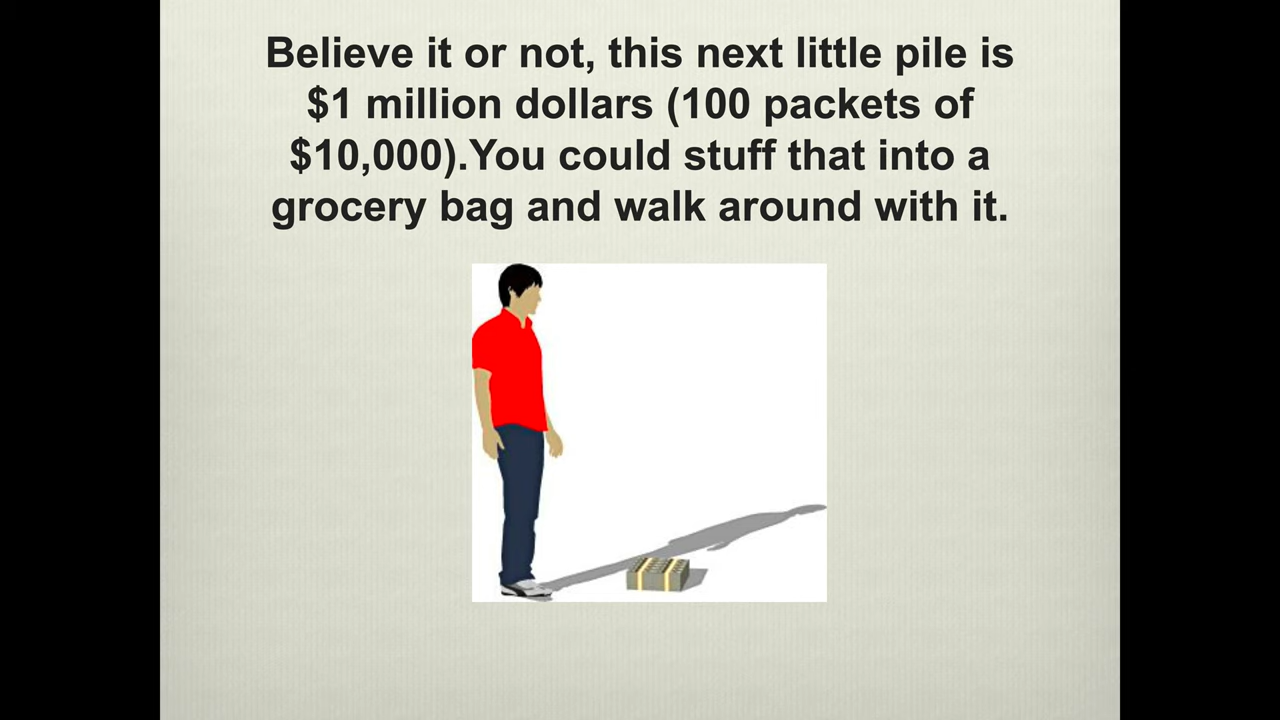 Believe it or not, this next little pile is
$1 million dollars (100 packets of
$10,000).You could stuff that into a
grocery bag and walk around with it.